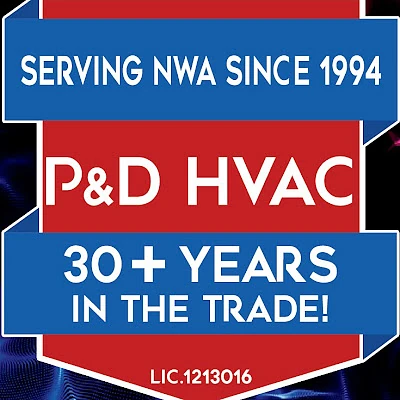 SERVING NWA SINCE 1994
P&D HVAC
30+ YEARS
IN THE TRADE!
LIC.1213016